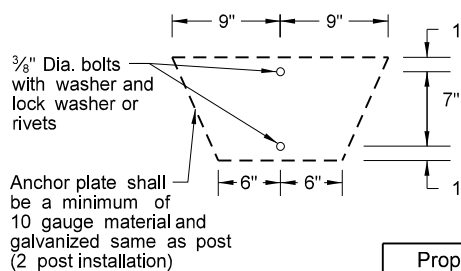 9" 9"
⅜" Dia. bolts
with washer and
lock washer or
rivets
1
7"
1
6" 6"
Anchor plate shall
be a minimum of
10 gauge material and
galvanized same as post
(2 post installation)
Prop